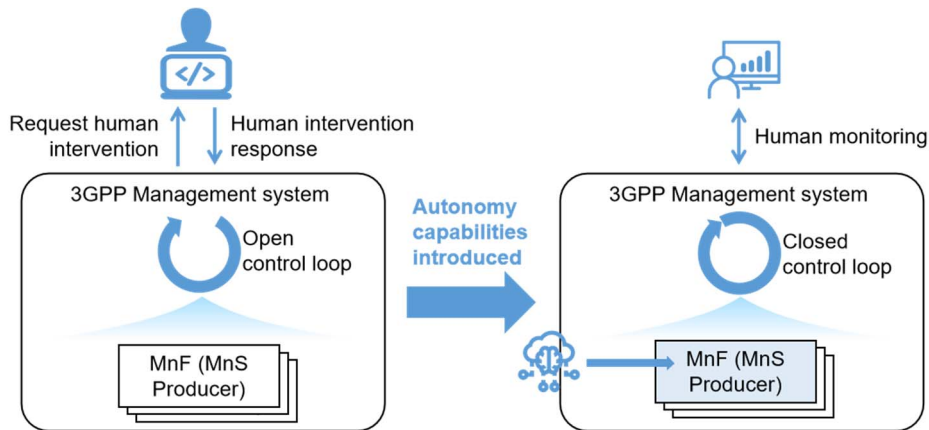 </>
Request human
intervention
Human intervention
response
3GPP Management system
Open
control loop
MnF (MnS
Producer)
Autonomy
capabilities
introduced
Human monitoring
3GPP Management system
Closed
control loop
MnF (MnS
Producer)